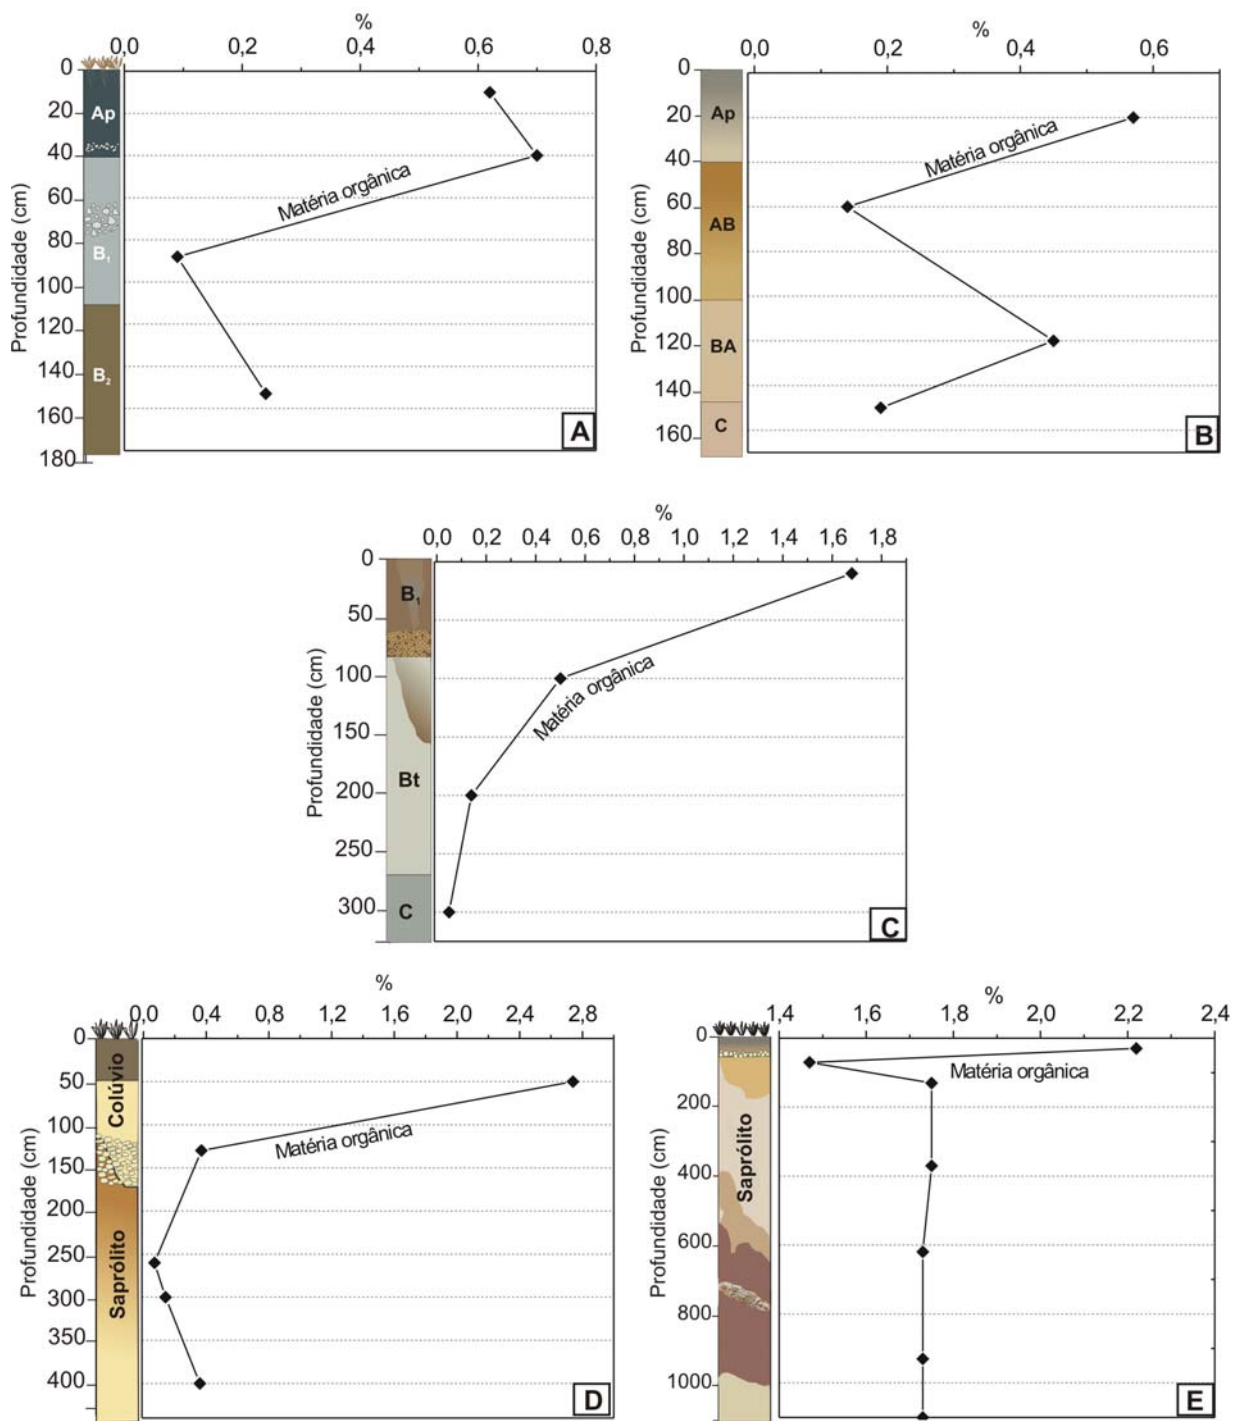 %
0,0 0,2 0,4 0,6 0,8
Profundidade (cm)
0
20
40
60
80
100
120
140
160
180
Ap
B₁
B₂
Matéria orgânica
A
%
0,0 0,2 0,4 0,6
Profundidade (cm)
0
20
40
60
80
100
120
140
160
Ap
AB
BA
C
Matéria orgânica
B
%
0,0 0,2 0,4 0,6 0,8 1,0 1,2 1,4 1,6 1,8
Profundidade (cm)
0
50
100
150
200
250
300
B₁
Bt
C
Matéria orgânica
C
%
0,0 0,4 0,8 1,2 1,6 2,0 2,4 2,8
Profundidade (cm)
0
50
100
150
200
250
300
350
400
Colúvio
Saprólito
Matéria orgânica
D
%
1,4 1,6 1,8 2,0 2,2 2,4
Profundidade (cm)
0
200
400
600
800
1000
Saprólito
Matéria orgânica
E